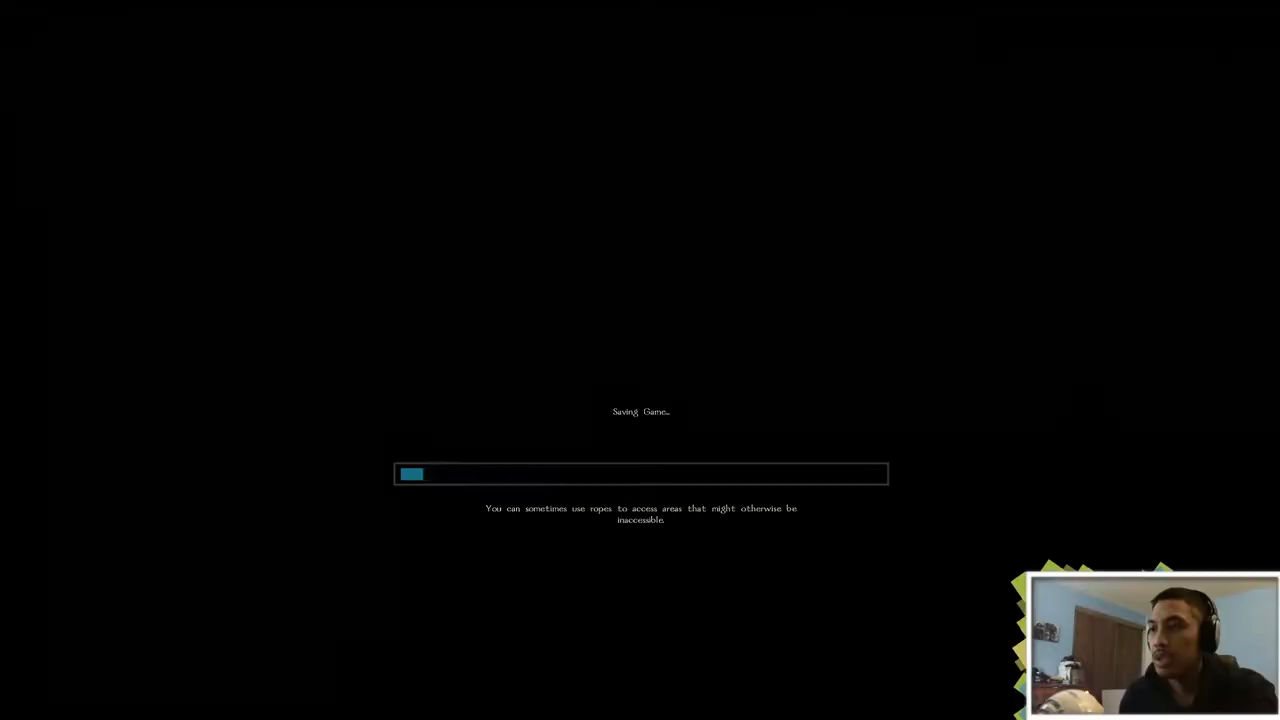 Saving Game...
You can sometimes use ropes to access areas that might otherwise be
inaccessible.